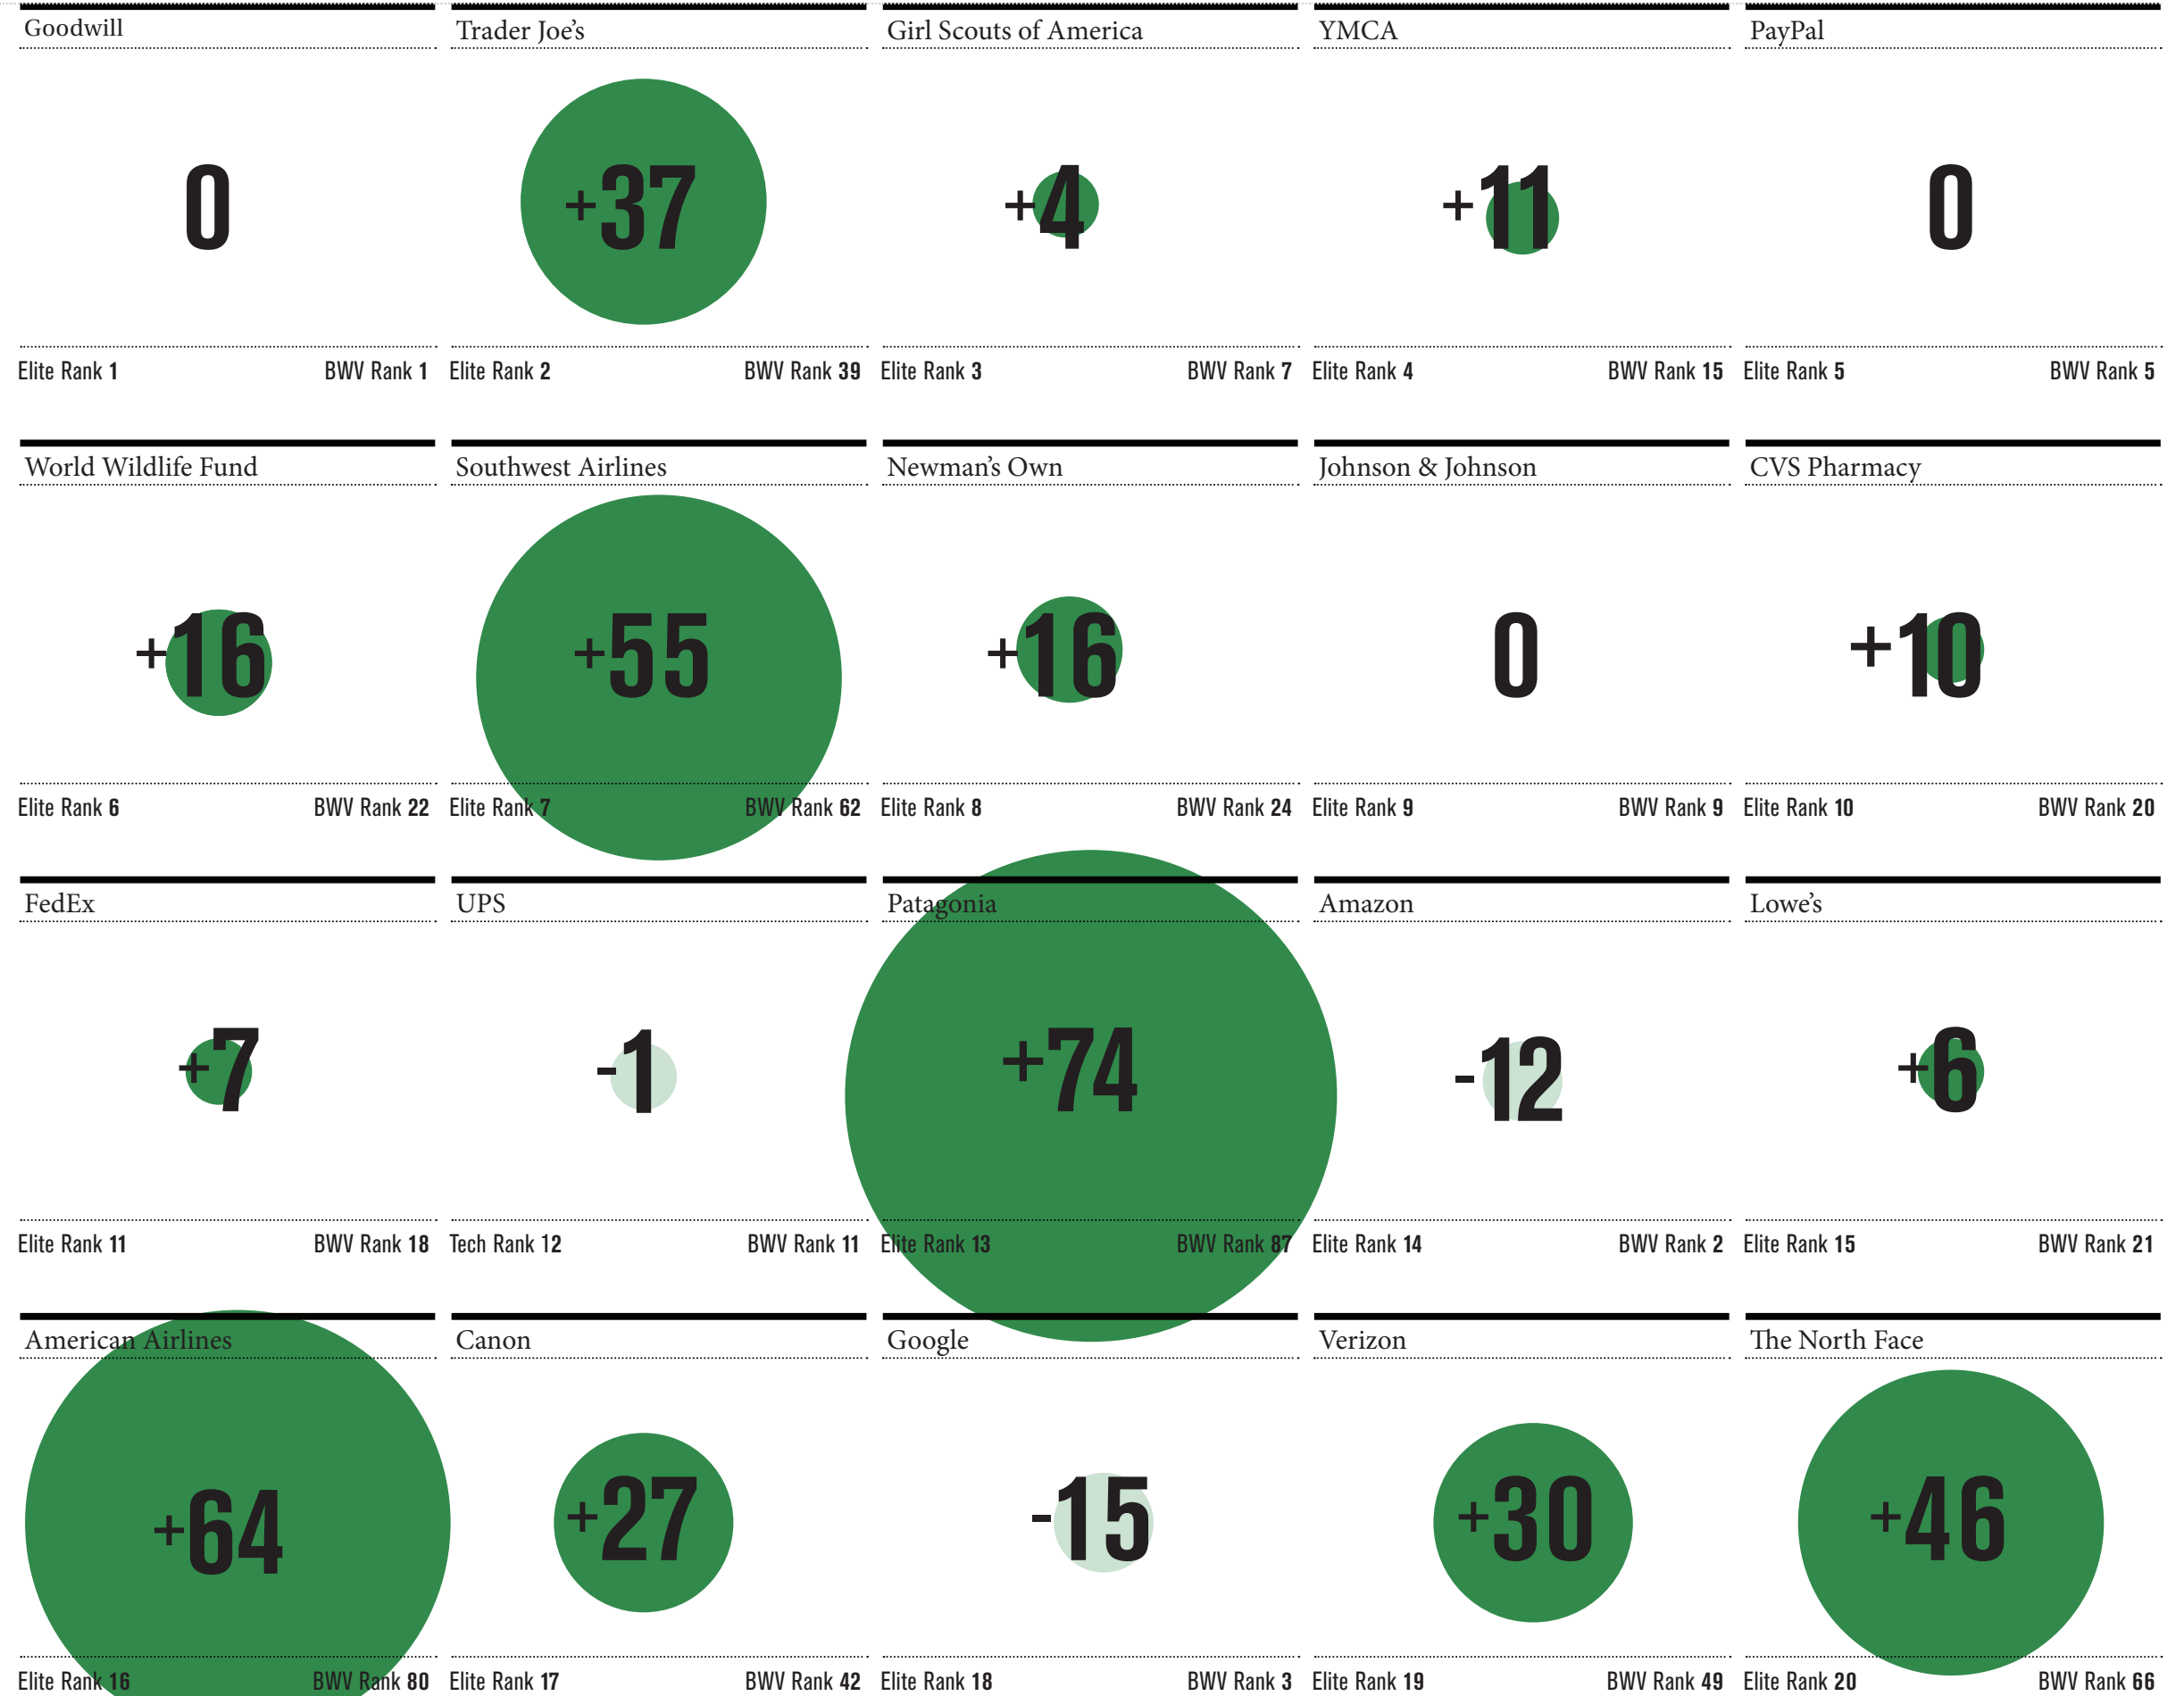 Goodwill
Trader Joe’s
Girl Scouts of America
YMCA
PayPal
0
+37
+4
+11
0
Elite Rank 1
BWV Rank 1
Elite Rank 2
BWV Rank 39
Elite Rank 3
BWV Rank 7
Elite Rank 4
BWV Rank 15
Elite Rank 5
BWV Rank 5
World Wildlife Fund
Southwest Airlines
Newman’s Own
Johnson & Johnson
CVS Pharmacy
+16
+55
+16
0
+10
Elite Rank 6
BWV Rank 22
Elite Rank 7
BWV Rank 62
Elite Rank 8
BWV Rank 24
Elite Rank 9
BWV Rank 9
Elite Rank 10
BWV Rank 20
FedEx
UPS
Patagonia
Amazon
Lowe’s
+7
-1
+74
-12
+6
Elite Rank 11
BWV Rank 18
Tech Rank 12
BWV Rank 11
Elite Rank 13
BWV Rank 87
Elite Rank 14
BWV Rank 2
Elite Rank 15
BWV Rank 21
American Airlines
Canon
Google
Verizon
The North Face
+64
+27
-15
+30
+46
Elite Rank 16
BWV Rank 80
Elite Rank 17
BWV Rank 42
Elite Rank 18
BWV Rank 3
Elite Rank 19
BWV Rank 49
Elite Rank 20
BWV Rank 66